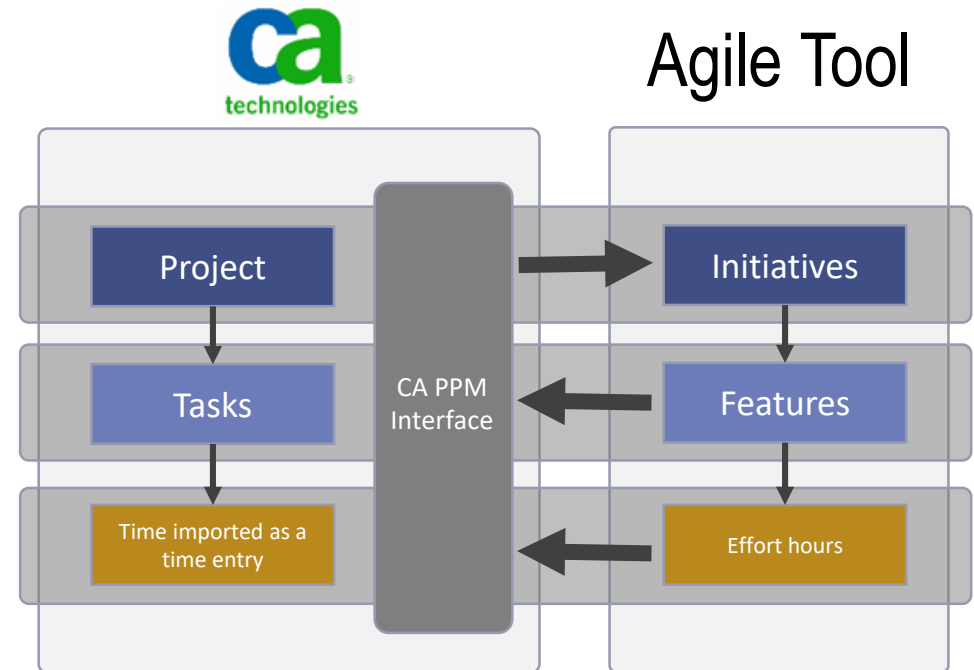 ca
technologies
Agile Tool
Project
Initiatives
CA PPM
Interface
Tasks
Features
Time imported as a
time entry
Effort hours